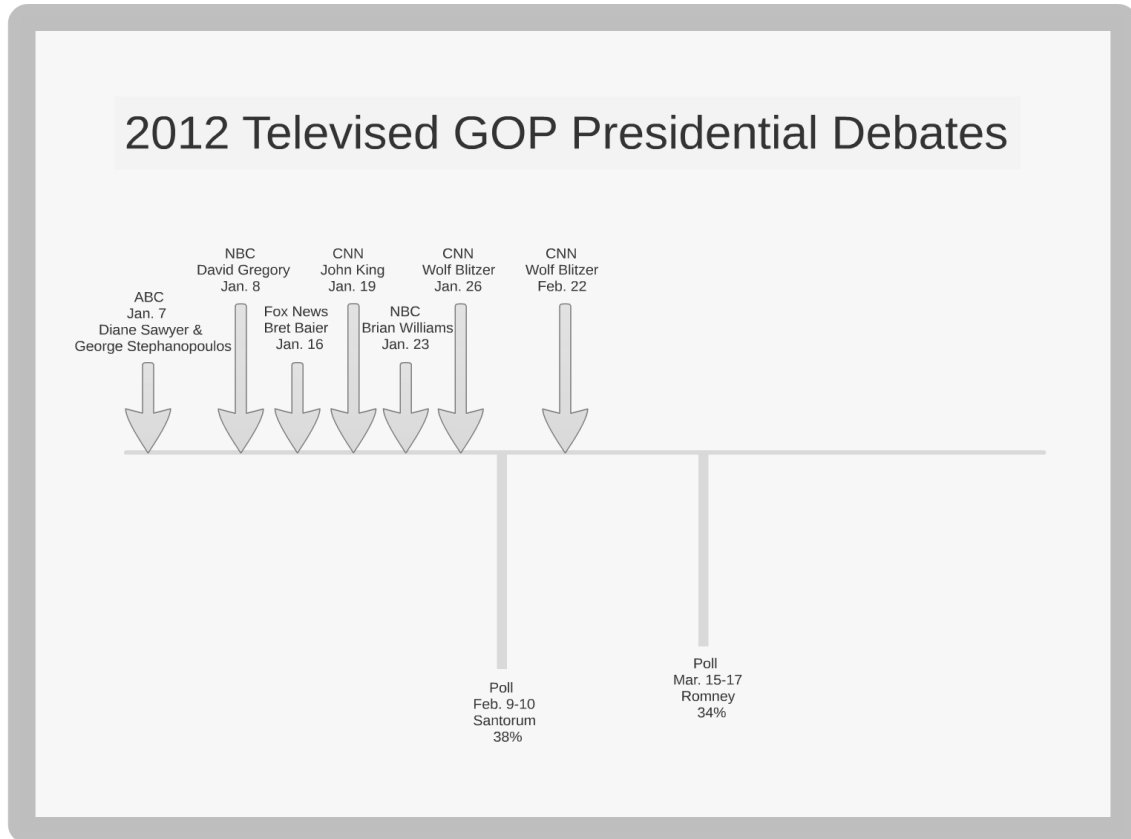 2012 Televised GOP Presidential Debates
ABC
Jan. 7
Diane Sawyer &
George Stephanopoulos
NBC
David Gregory
Jan. 8
Fox News
Bret Baier
Jan. 16
CNN
John King
Jan. 19
NBC
Brian Williams
Jan. 23
CNN
Wolf Blitzer
Jan. 26
CNN
Wolf Blitzer
Feb. 22
Poll
Feb. 9-10
Santorum
38%
Poll
Mar. 15-17
Romney
34%